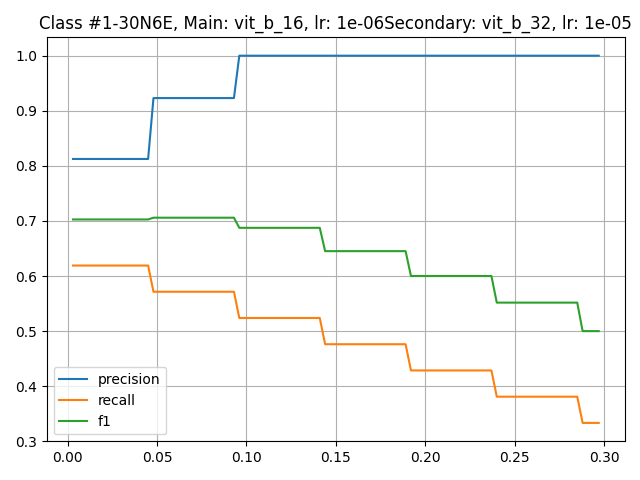 Class #1-30N6E, Main: vit_b_16, lr: 1e-06Secondary: vit_b_32, lr: 1e-05
1.0
0.9
0.8
0.7
0.6
0.5
0.4
0.3
precision
recall
f1
0.00 0.05 0.10 0.15 0.20 0.25 0.30